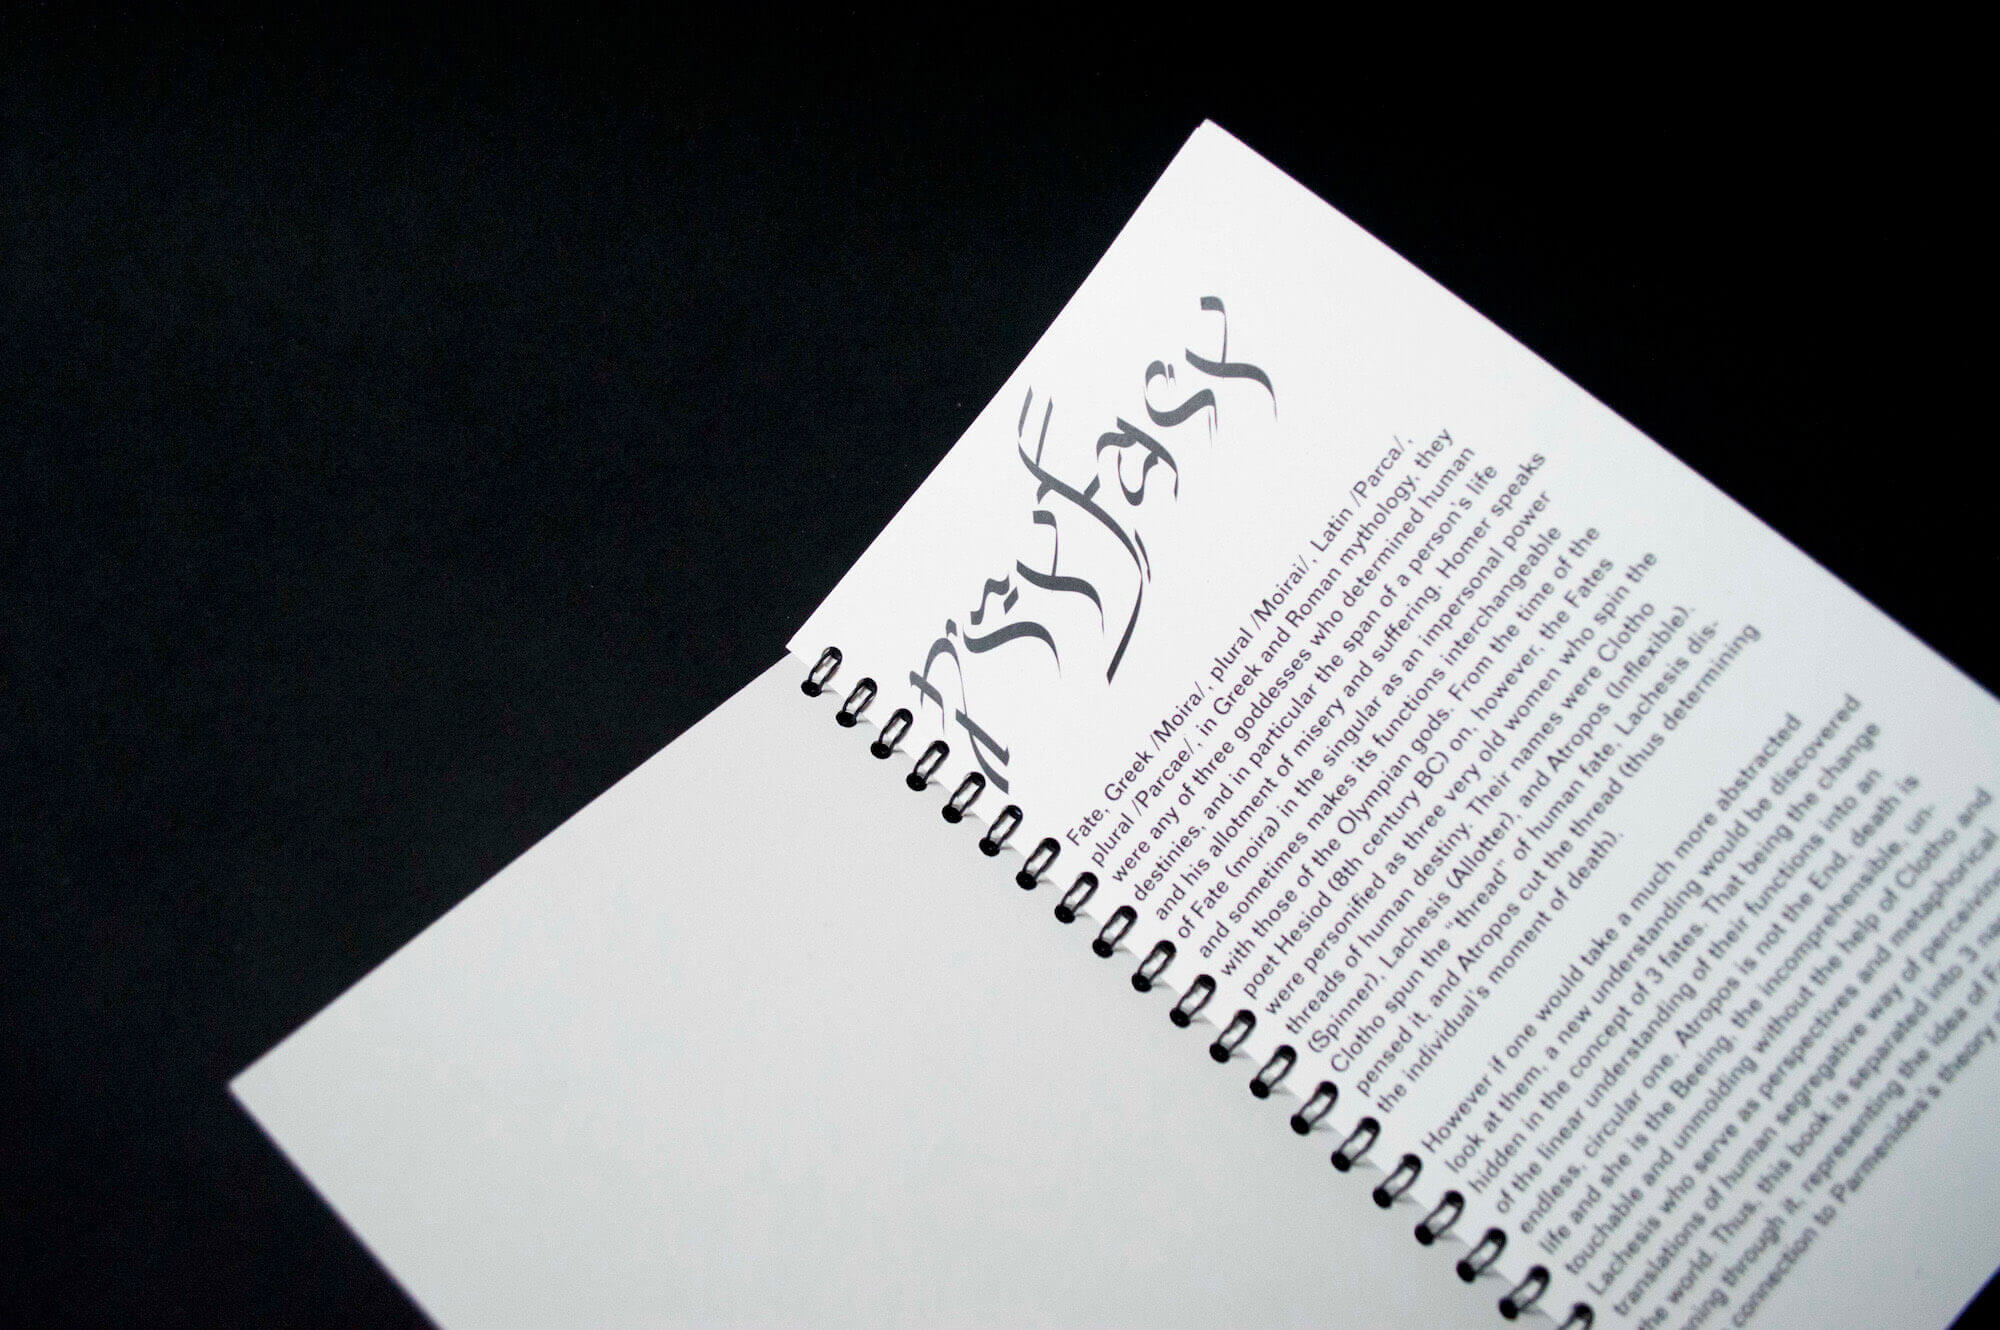 preface
Fate, Greek /Moira/, plural /Moirai/, Latin /Parca/,
plural /Parcae/, in Greek and Roman mythology, they
were any of three goddesses who determined human
destinies, and in particular the span of a person's life
and his allotment of misery and suffering. Homer speaks
of Fate (moira) in the singular as an impersonal power
and sometimes makes its functions interchangeable
with those of the Olympian gods. From the time of the
poet Hesiod (8th century BC) on, however, the Fates
were personified as three very old women who spin the
threads of human destiny. Their names were Clotho
(Spinner), Lachesis (Allotter), and Atropos (Inflexible).
Clotho spun the "thread" of human fate, Lachesis dis-
pensed it, and Atropos cut the thread (thus determining
the individual's moment of death).
However if one would take a much more abstracted
look at them, a new understanding would be discovered
hidden in the concept of 3 fates. That being the change
of the linear understanding of their functions into an
endless, circular one. Atropos is not the End, death is
life and she is the Beeing, the incomprehensible, un-
touchable and unmolding without the help of Clotho and
Lachesis who serve as perspectives and metaphorical
translations of human segregative way of
the world. Thus, this book is separated into 3
through it, representing the idea of
connection to Parmenides's theory